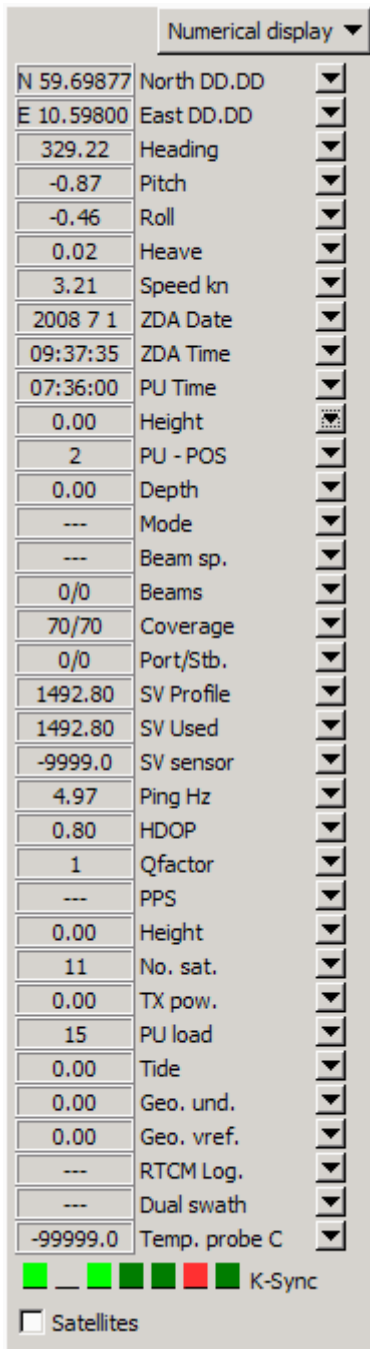 Numerical display
N 59.69877 North DD.DD
E 10.59800 East DD.DD
329.22 Heading
-0.87 Pitch
-0.46 Roll
0.02 Heave
3.21 Speed kn
2008 7 1 ZDA Date
09:37:35 ZDA Time
07:36:00 PU Time
0.00 Height
2 PU - POS
0.00 Depth
--- Mode
--- Beam sp.
0/0 Beams
70/70 Coverage
0/0 Port/Stb.
1492.80 SV Profile
1492.80 SV Used
-9999.0 SV sensor
4.97 Ping Hz
0.80 HDOP
1 Qfactor
--- PPS
0.00 Height
11 No. sat.
0.00 TX pow.
15 PU load
0.00 Tide
0.00 Geo. und.
0.00 Geo. vref.
--- RTCM Log.
--- Dual swath
-99999.0 Temp. probe C
K-Sync
Satellites